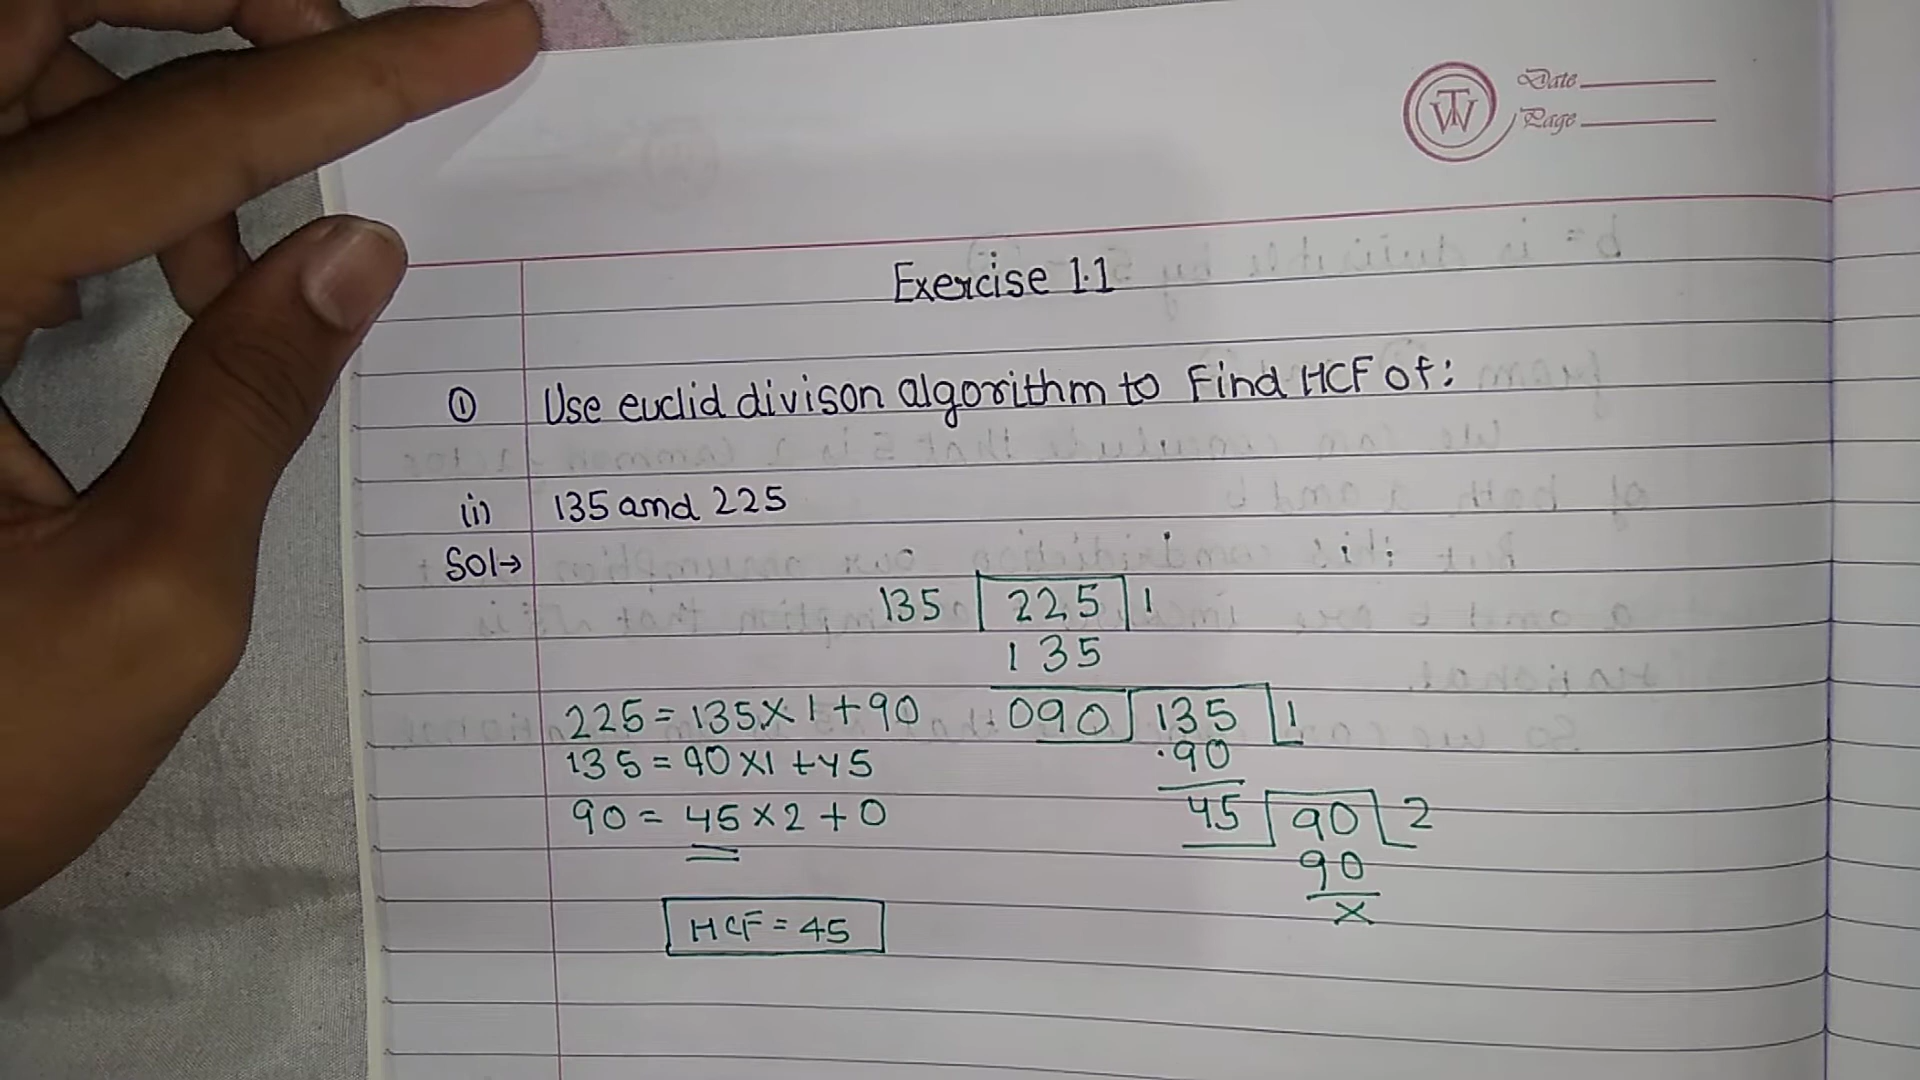 Date
Page
Exercise 1.1
① Use euclid divison algorithm to Find HCF of:
(i) 135 and 225
Sol→
135 225 1
135
225 = 135 x 1 + 90 090 135 1
135 = 90 x1 + 45 90
90 = 45 x 2 + 0 45 90 2
90
x
HCF = 45